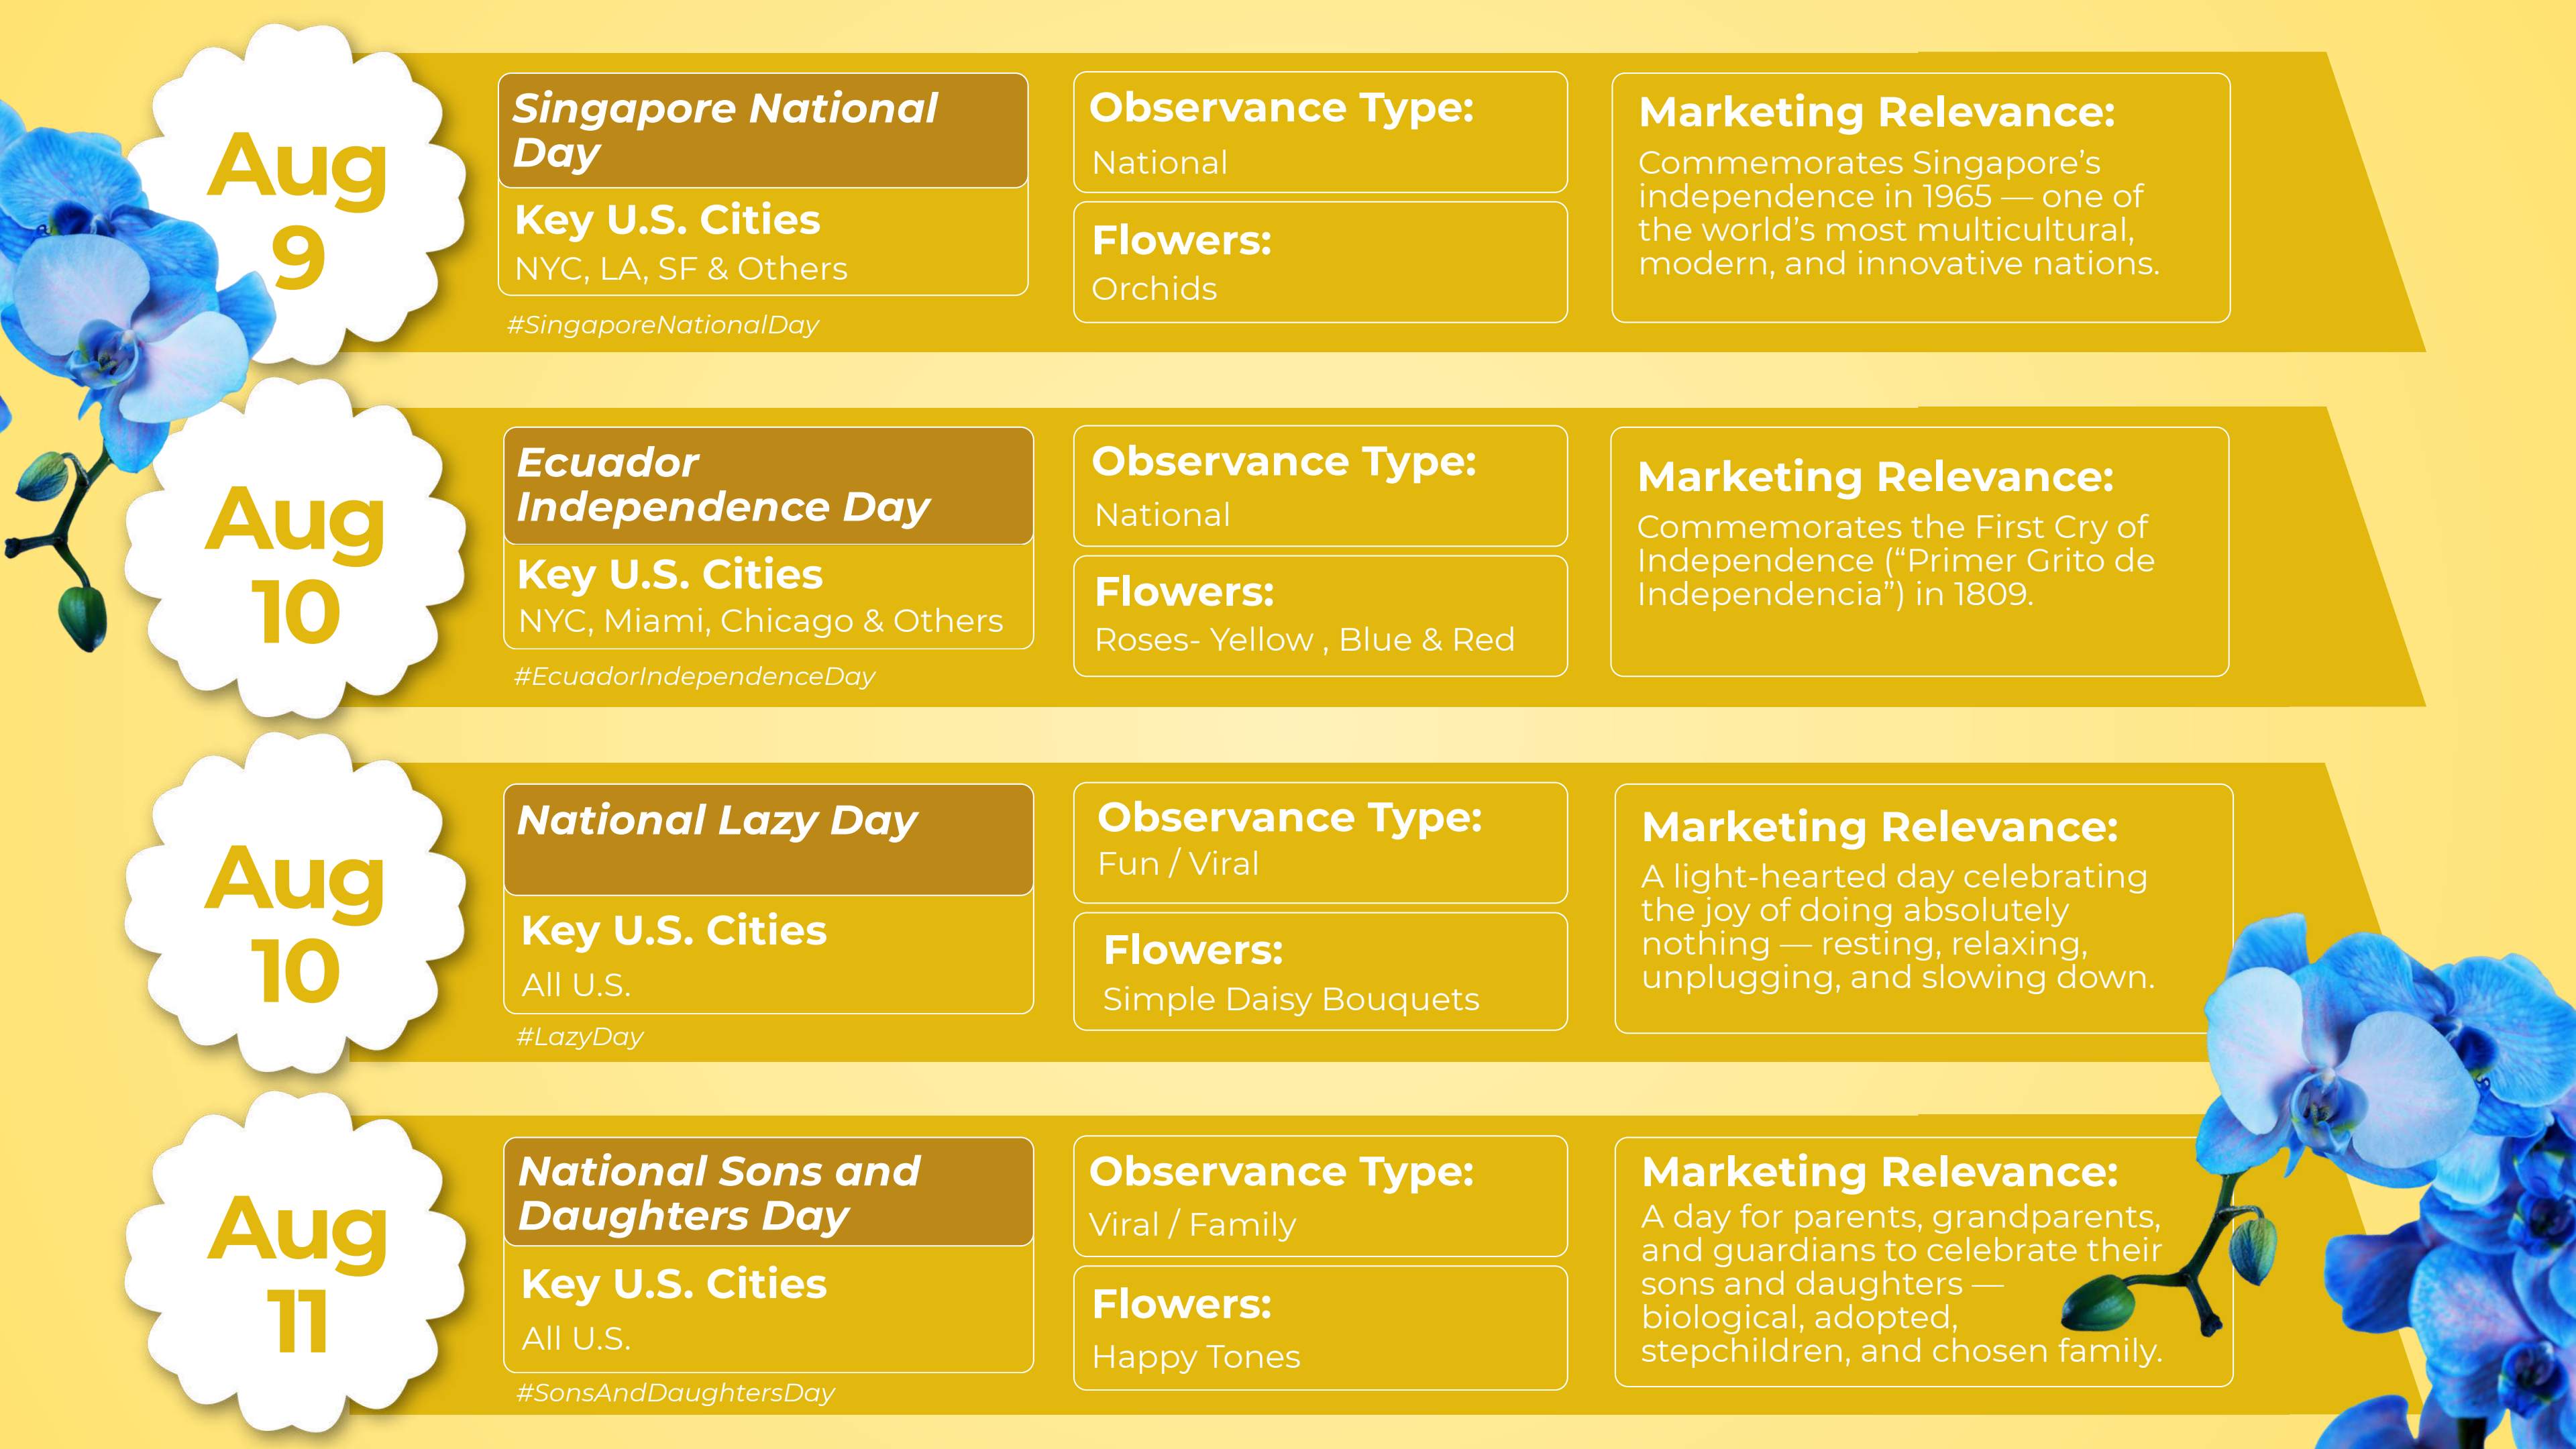 Aug
9
Singapore National
Day
Key U.S. Cities
NYC, LA, SF & Others
#SingaporeNationalDay
Observance Type:
National
Flowers:
Orchids
Marketing Relevance:
Commemorates Singapore’s
independence in 1965 — one of
the world’s most multicultural,
modern, and innovative nations.
Aug
10
Ecuador
Independence Day
Key U.S. Cities
NYC, Miami, Chicago & Others
#EcuadorIndependenceDay
Observance Type:
National
Flowers:
Roses- Yellow , Blue & Red
Marketing Relevance:
Commemorates the First Cry of
Independence (“Primer Grito de
Independencia”) in 1809.
Aug
10
National Lazy Day
Key U.S. Cities
All U.S.
#LazyDay
Observance Type:
Fun / Viral
Flowers:
Simple Daisy Bouquets
Marketing Relevance:
A light-hearted day celebrating
the joy of doing absolutely
nothing — resting, relaxing,
unplugging, and slowing down.
Aug
11
National Sons and
Daughters Day
Key U.S. Cities
All U.S.
#SonsAndDaughtersDay
Observance Type:
Viral / Family
Flowers:
Happy Tones
Marketing Relevance:
A day for parents, grandparents,
and guardians to celebrate their
sons and daughters —
biological, adopted,
stepchildren, and chosen family.